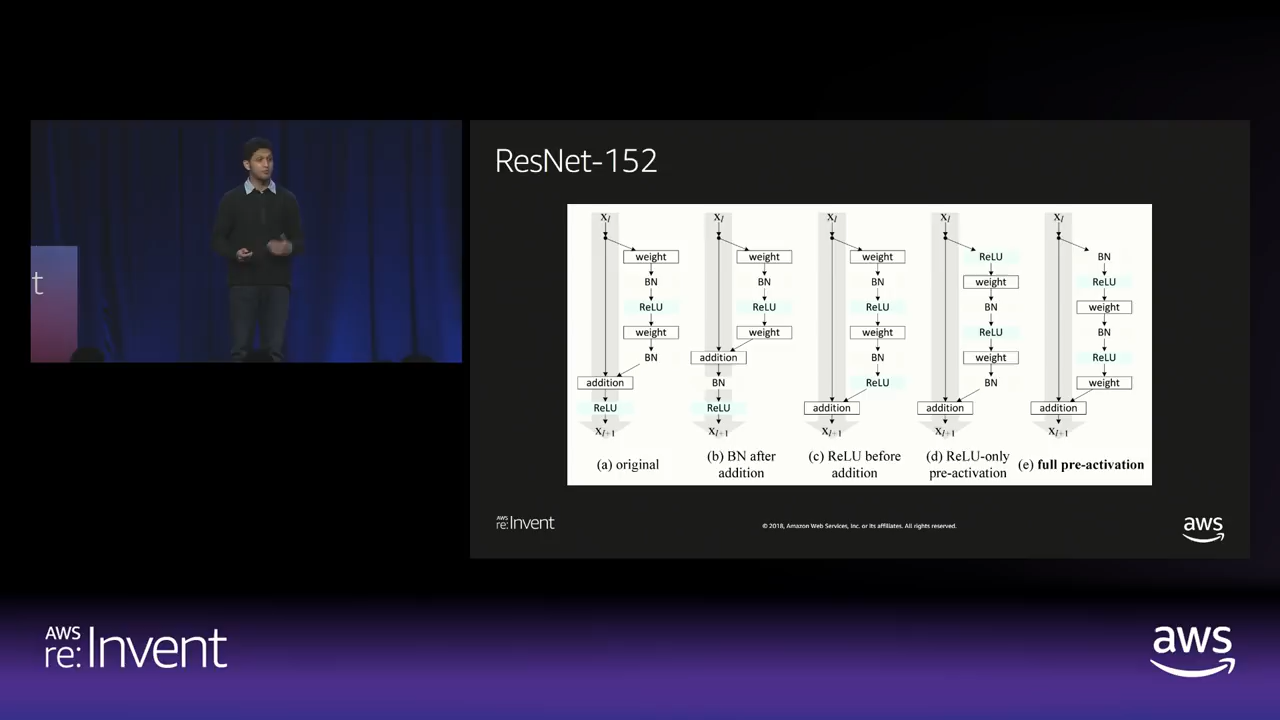 t
ResNet-152
xl
weight
BN
ReLU
weight
BN
addition
ReLU
xl+1
(a) original
xl
weight
BN
ReLU
weight
addition
BN
ReLU
xl+1
(b) BN after
addition
xl
weight
BN
ReLU
weight
BN
ReLU
addition
xl+1
(c) ReLU before
addition
xl
ReLU
weight
BN
ReLU
weight
BN
addition
xl+1
(d) ReLU-only
pre-activation
xl
BN
ReLU
weight
BN
ReLU
weight
addition
xl+1
(e) full pre-activation
AWS
re:Invent
© 2018, Amazon Web Services, Inc. or its affiliates. All rights reserved.
aws
AWS
re:Invent
aws